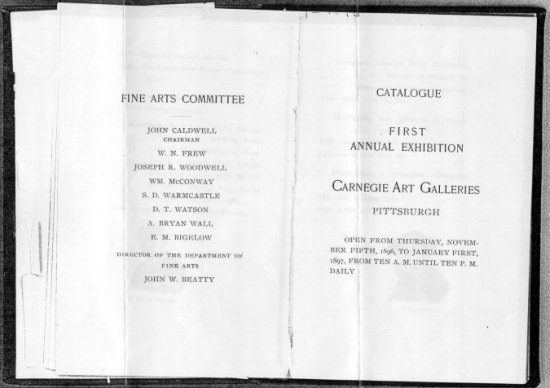 FINE ARTS COMMITTEE
JOHN CALDWELL
CHAIRMAN
W. N. FREW
JOSEPH R. WOODWELL
WM. McCONWAY
S. D. WARMCASTLE
D. T. WATSON
A. BRYAN WALL
E. M. BIGELOW
DIRECTOR OF THE DEPARTMENT OF
FINE ARTS
JOHN W. BEATTY
CATALOGUE
FIRST
ANNUAL EXHIBITION
CARNEGIE ART GALLERIES
PITTSBURGH
OPEN FROM THURSDAY, NOVEM-
BER FIFTH, 1896, TO JANUARY FIRST,
1897, FROM TEN A. M. UNTIL TEN P. M.
DAILY